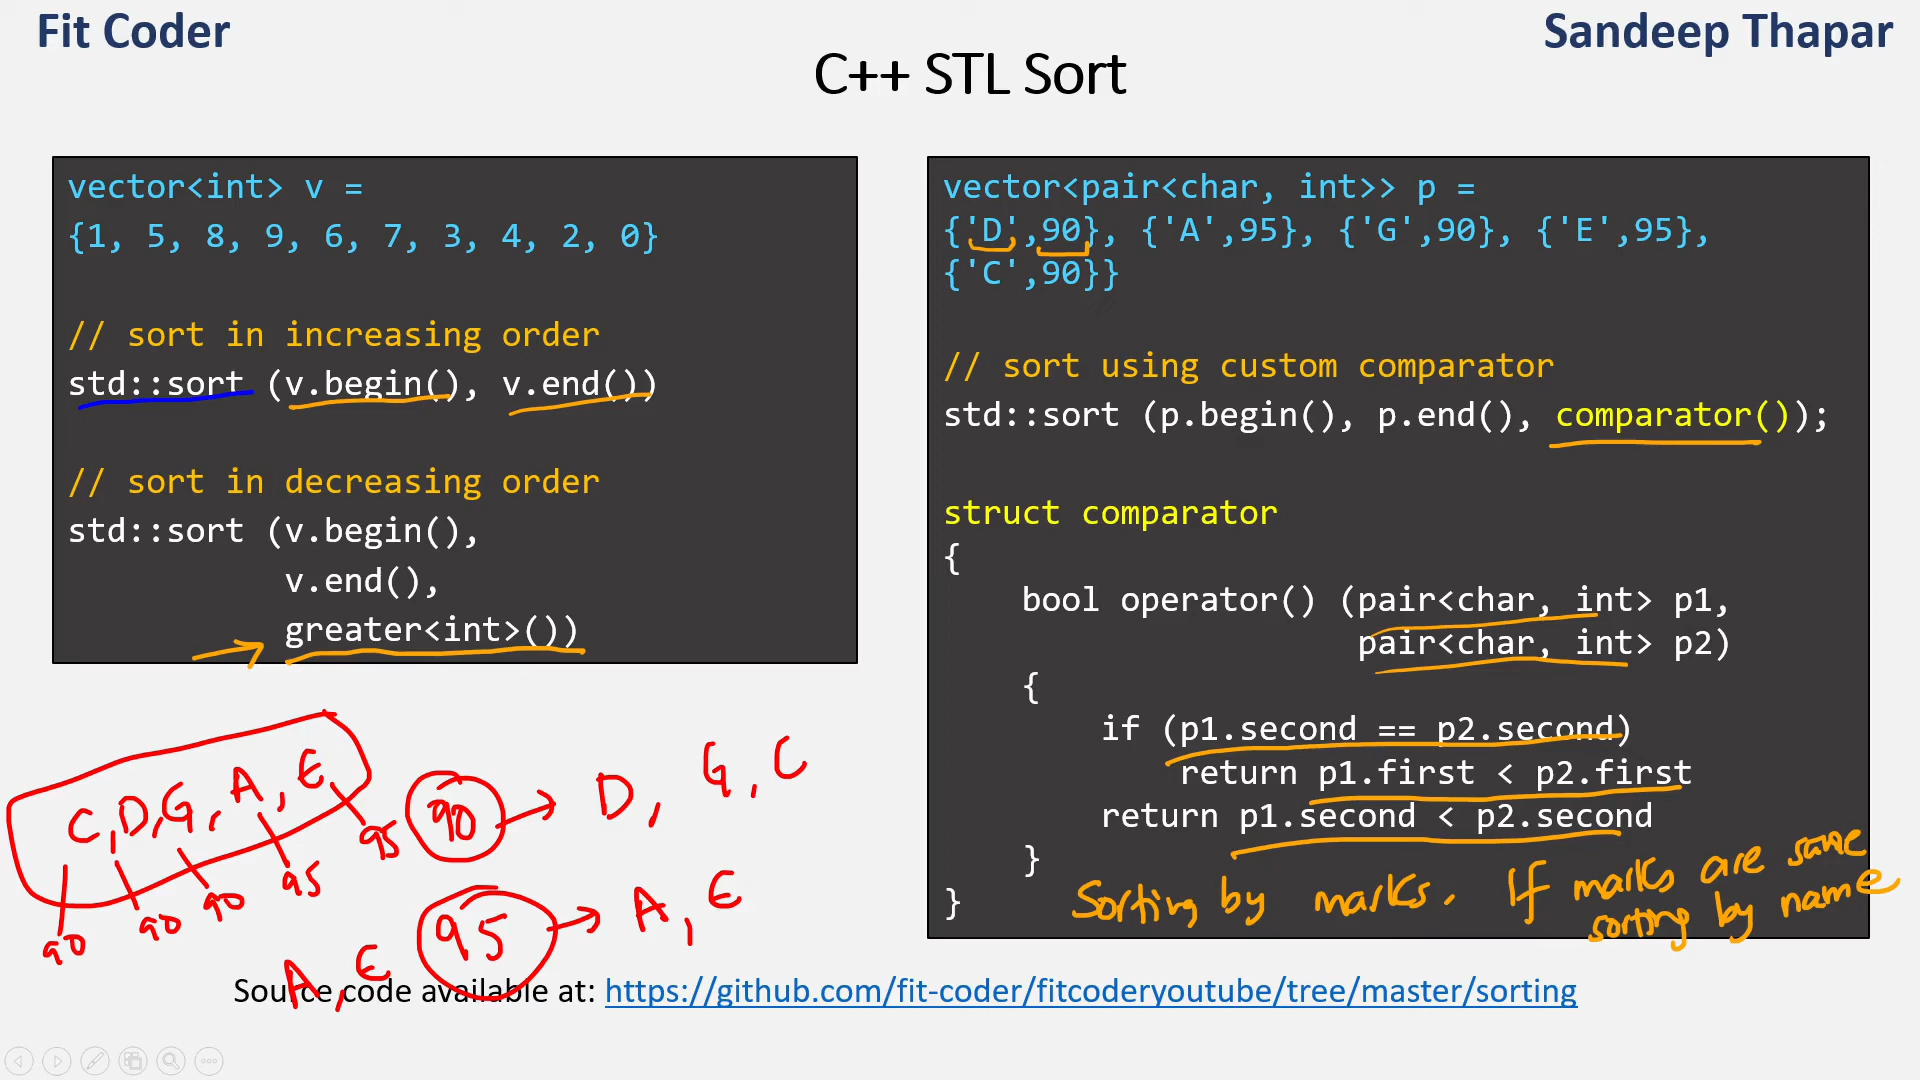 Fit Coder
Sandeep Thapar
C++ STL Sort
vector<int> v =
{1, 5, 8, 9, 6, 7, 3, 4, 2, 0}
// sort in increasing order
std::sort (v.begin(), v.end())
// sort in decreasing order
std::sort (v.begin(),
v.end(),
greater<int>())
vector<pair<char, int>> p =
{'D',90}, {'A',95}, {'G',90}, {'E',95},
{'C',90}}
// sort using custom comparator
std::sort (p.begin(), p.end(), comparator());
struct comparator
{
bool operator() (pair<char, int> p1,
pair<char, int> p2)
{
if (p1.second == p2.second)
return p1.first < p2.first
return p1.second < p2.second
}
}
Sorting by marks. If marks are same
sorting by name
C, D, G, A, E
90 90 90 95 95
90 → D, G, C
95 → A, E
A, E
Source code available at: https://github.com/fit-coder/fitcoderyoutube/tree/master/sorting